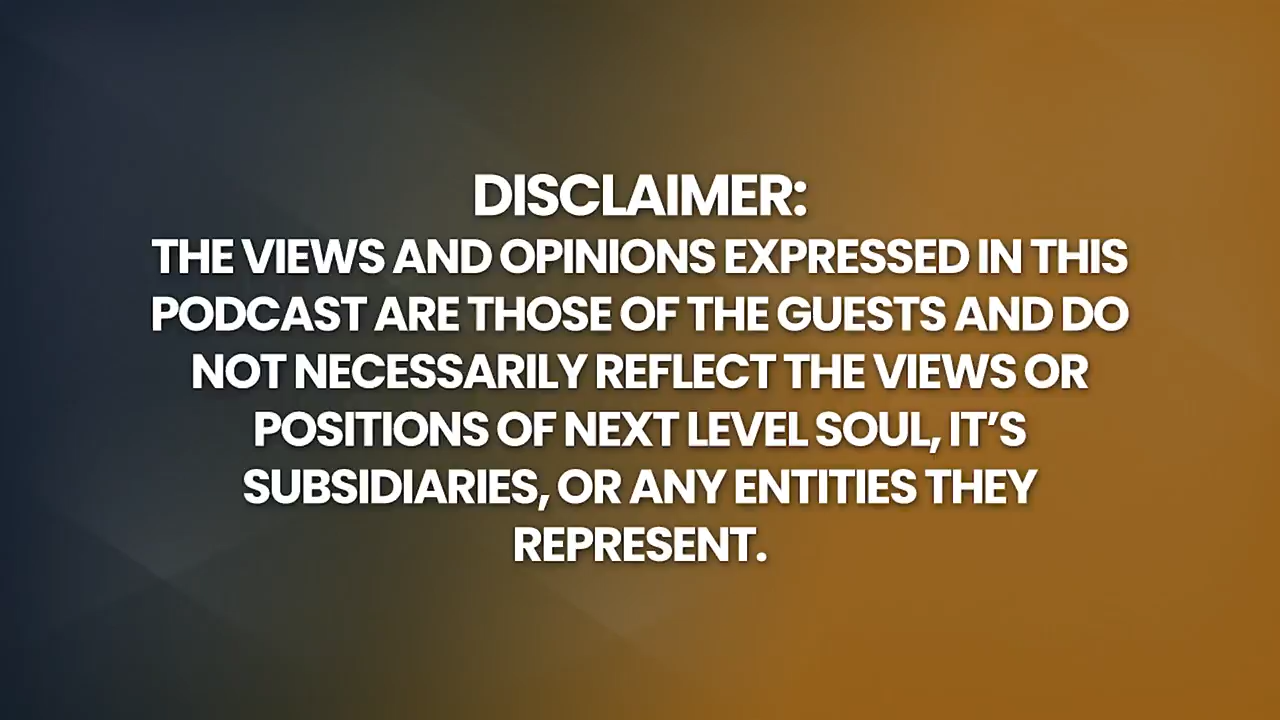 DISCLAIMER:
THE VIEWS AND OPINIONS EXPRESSED IN THIS
PODCAST ARE THOSE OF THE GUESTS AND DO
NOT NECESSARILY REFLECT THE VIEWS OR
POSITIONS OF NEXT LEVEL SOUL, IT’S
SUBSIDIARIES, OR ANY ENTITIES THEY
REPRESENT.